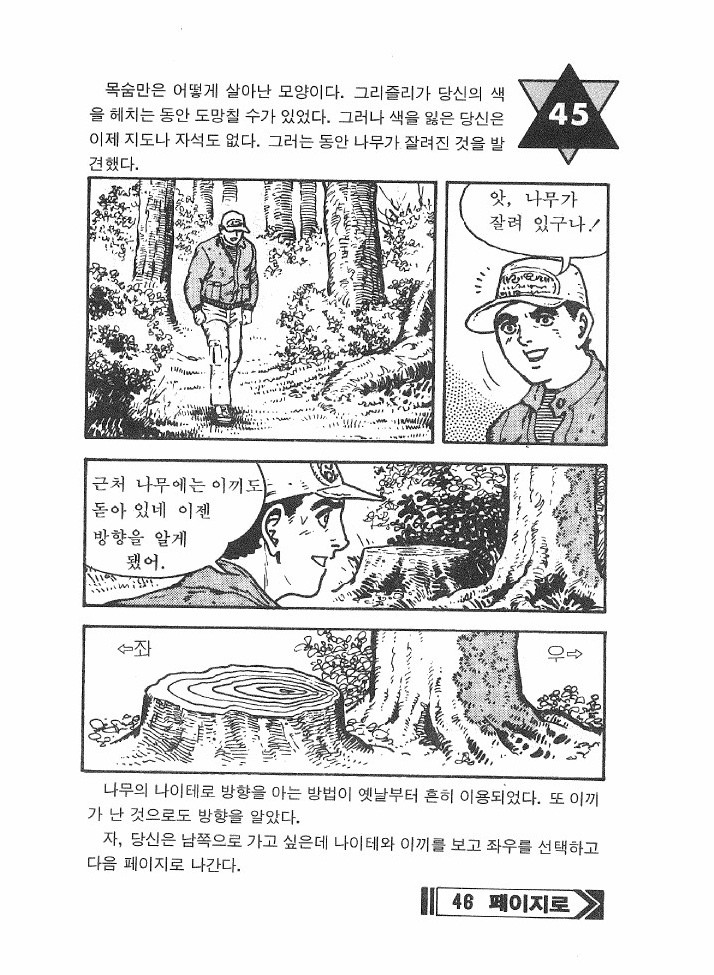 목숨만은 어떻게 살아난 모양이다. 그리즐리가 당신의 색
을 헤치는 동안 도망칠 수가 있었다. 그러나 색을 잃은 당신은
이제 지도나 자석도 없다. 그러는 동안 나무가 잘려진 것을 발
견했다.
45
앗, 나무가
잘려 있구나!
근처 나무에는 이끼도
돋아 있네 이젠
방향을 알게
됐어.
⇦좌
우⇨
나무의 나이테로 방향을 아는 방법이 옛날부터 흔히 이용되었다. 또 이끼
가 난 것으로도 방향을 알았다.
자, 당신은 남쪽으로 가고 싶은데 나이테와 이끼를 보고 좌우를 선택하고
다음 페이지로 나간다.
46 페이지로